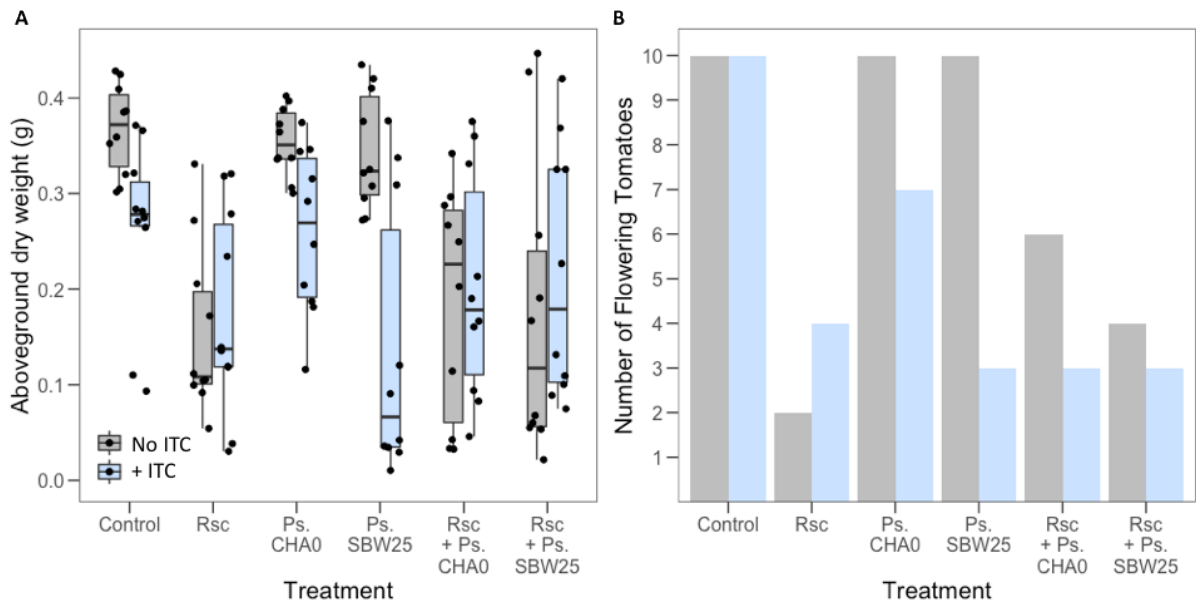 A
Aboveground dry weight (g)
0.4
0.3
0.2
0.1
0.0
No ITC
+ ITC
Control
Rsc
Ps.
CHA0
Ps.
SBW25
Rsc
+ Ps.
CHA0
Rsc
+ Ps.
SBW25
Treatment
B
Number of Flowering Tomatoes
10
9
8
7
6
5
4
3
2
1
Control
Rsc
Ps.
CHA0
Ps.
SBW25
Rsc
+ Ps.
CHA0
Rsc
+ Ps.
SBW25
Treatment